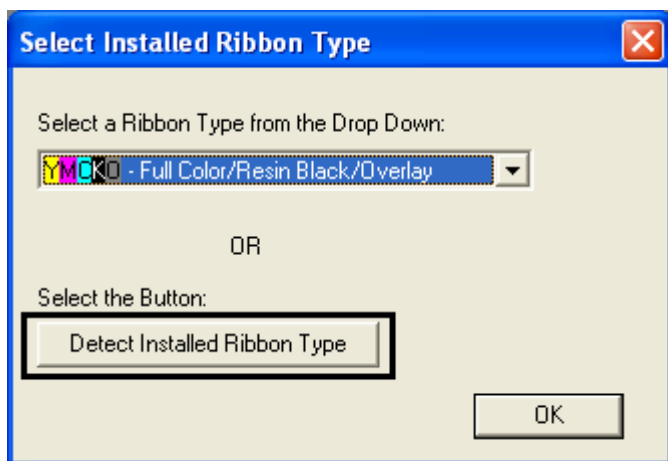 Select Installed Ribbon Type
Select a Ribbon Type from the Drop Down:
YMCKO - Full Color/Resin Black/Overlay
OR
Select the Button:
Detect Installed Ribbon Type
OK